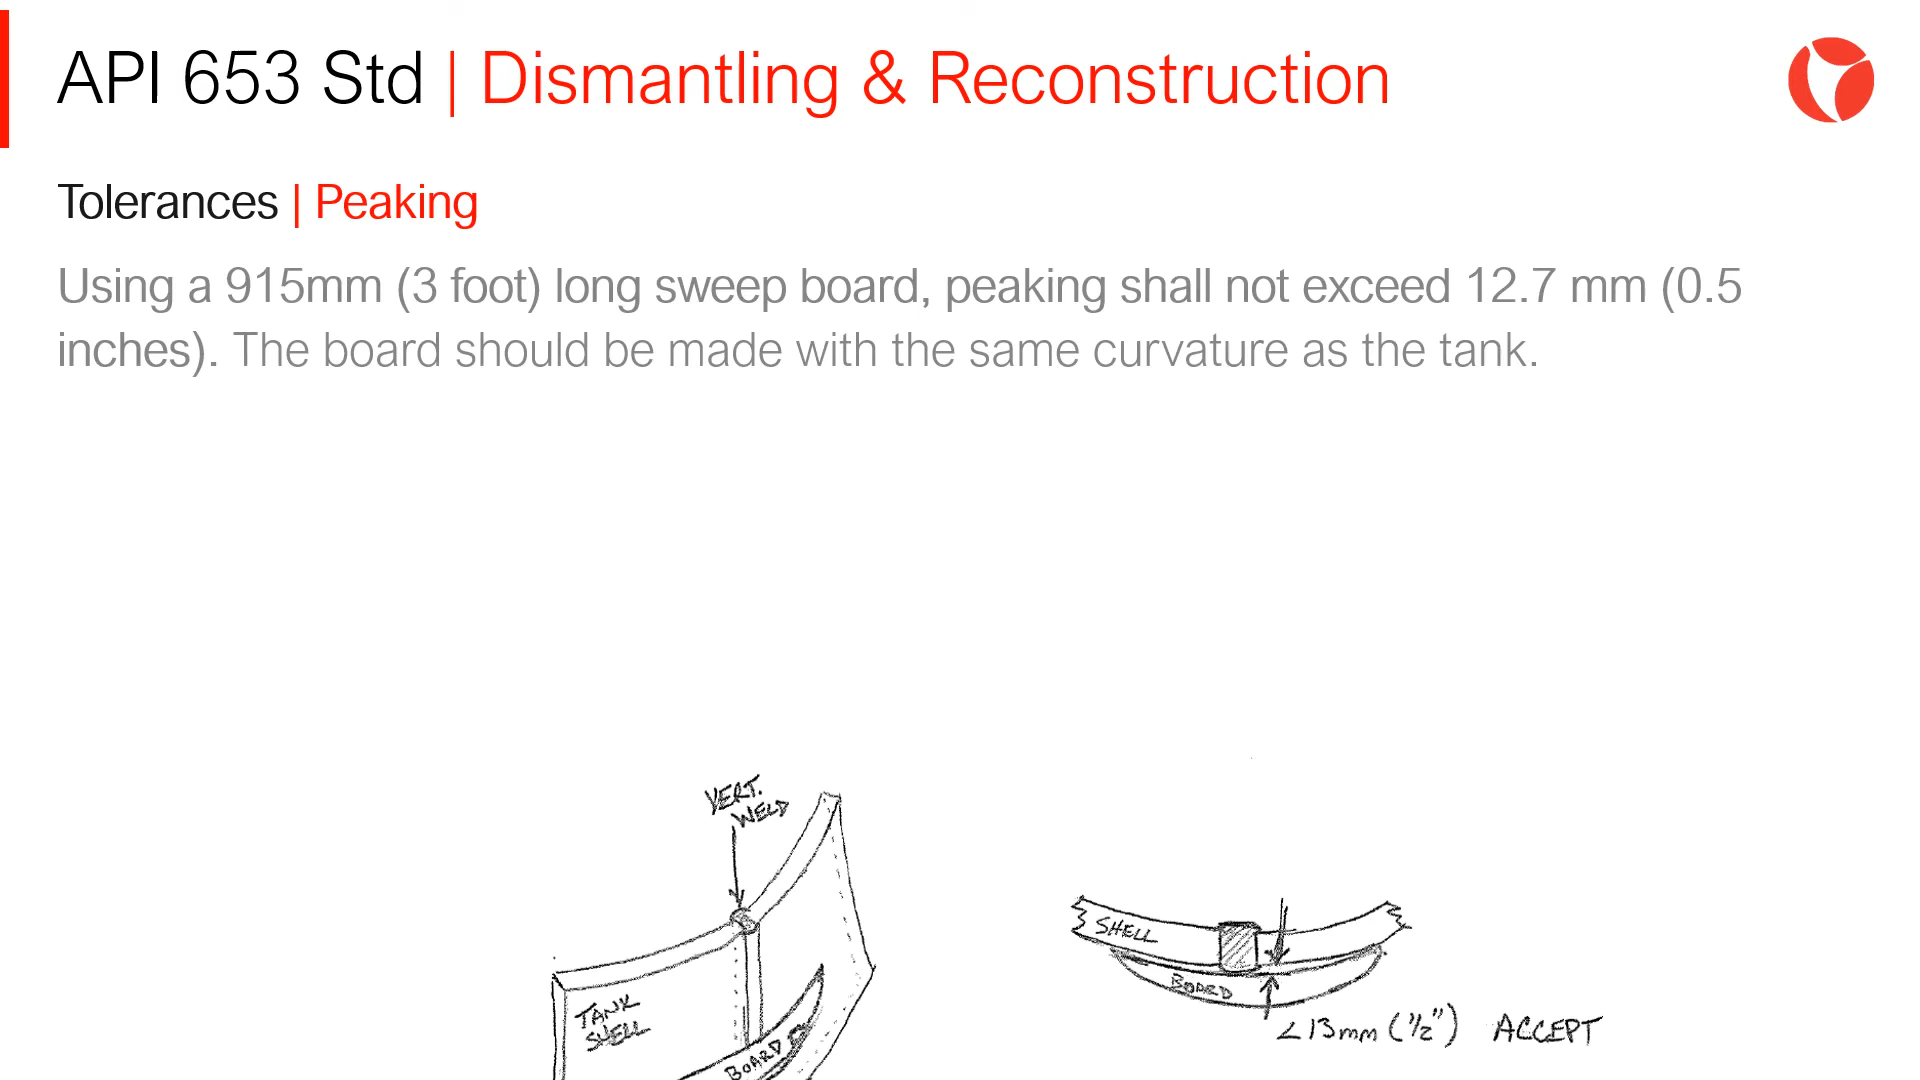 API 653 Std | Dismantling & Reconstruction
Tolerances | Peaking
Using a 915mm (3 foot) long sweep board, peaking shall not exceed 12.7 mm (0.5
inches). The board should be made with the same curvature as the tank.
VERT.
WELD
SHELL
BOARD
TANK
SHELL
<13mm (1/2") ACCEPT
BOARD